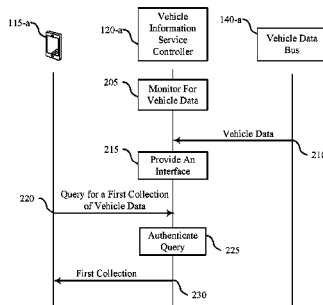 115-a
120-a
140-a
Vehicle
Information
Service
Controller
Vehicle Data
Bus
205
Monitor For
Vehicle Data
Vehicle Data
210
215
Provide An
Interface
220
Query for a First Collection
of Vehicle Data
Authenticate
Query
225
First Collection
230